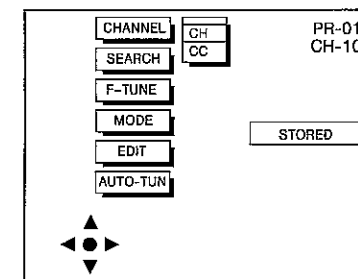 CHANNEL
CH
CC
PR-01
CH-10
SEARCH
F-TUNE
MODE
EDIT
STORED
AUTO-TUN